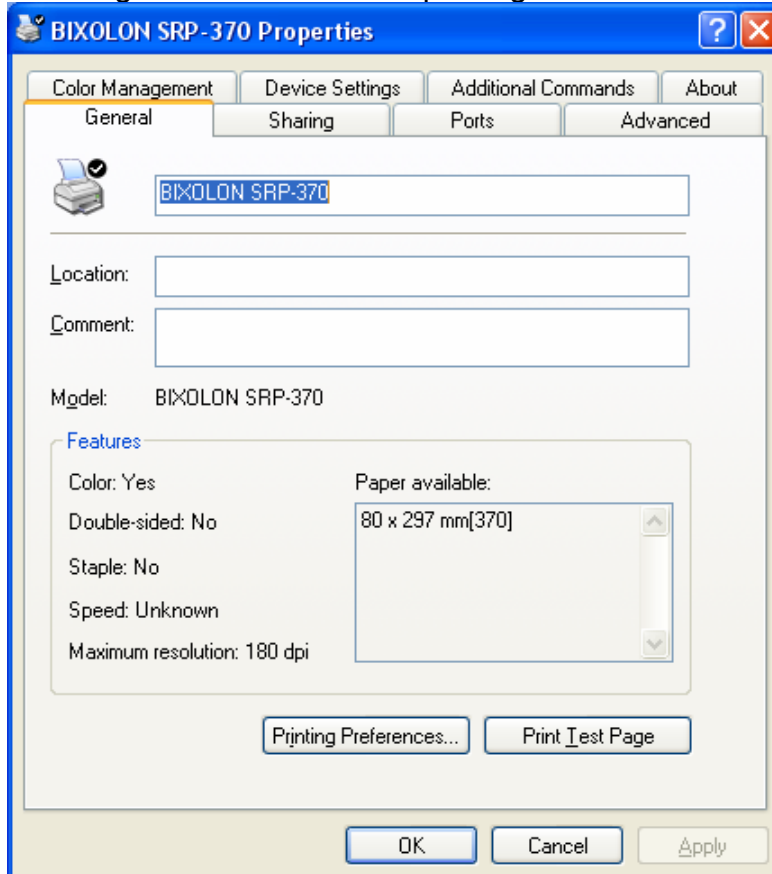 BIXOLON SRP-370 Properties
Color Management Device Settings Additional Commands About
General Sharing Ports Advanced
BIXOLON SRP-370
Location:
Comment:
Model: BIXOLON SRP-370
Features
Color: Yes Paper available:
Double-sided: No 80 x 297 mm[370]
Staple: No
Speed: Unknown
Maximum resolution: 180 dpi
Printing Preferences... Print Test Page
OK Cancel Apply